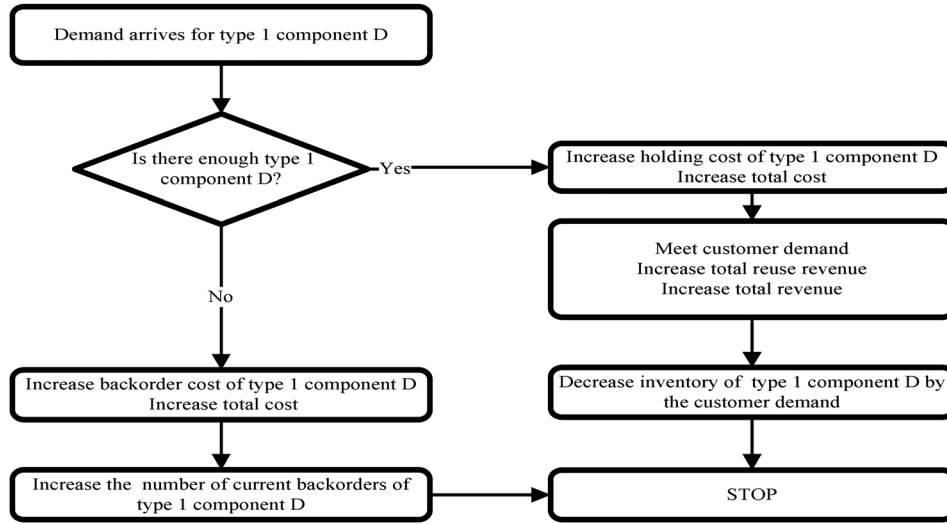 Demand arrives for type 1 component D
Is there enough type 1
component D?
Yes
Increase holding cost of type 1 component D
Increase total cost
Meet customer demand
Increase total reuse revenue
Increase total revenue
No
Increase backorder cost of type 1 component D
Increase total cost
Decrease inventory of type 1 component D by
the customer demand
Increase the number of current backorders of
type 1 component D
STOP